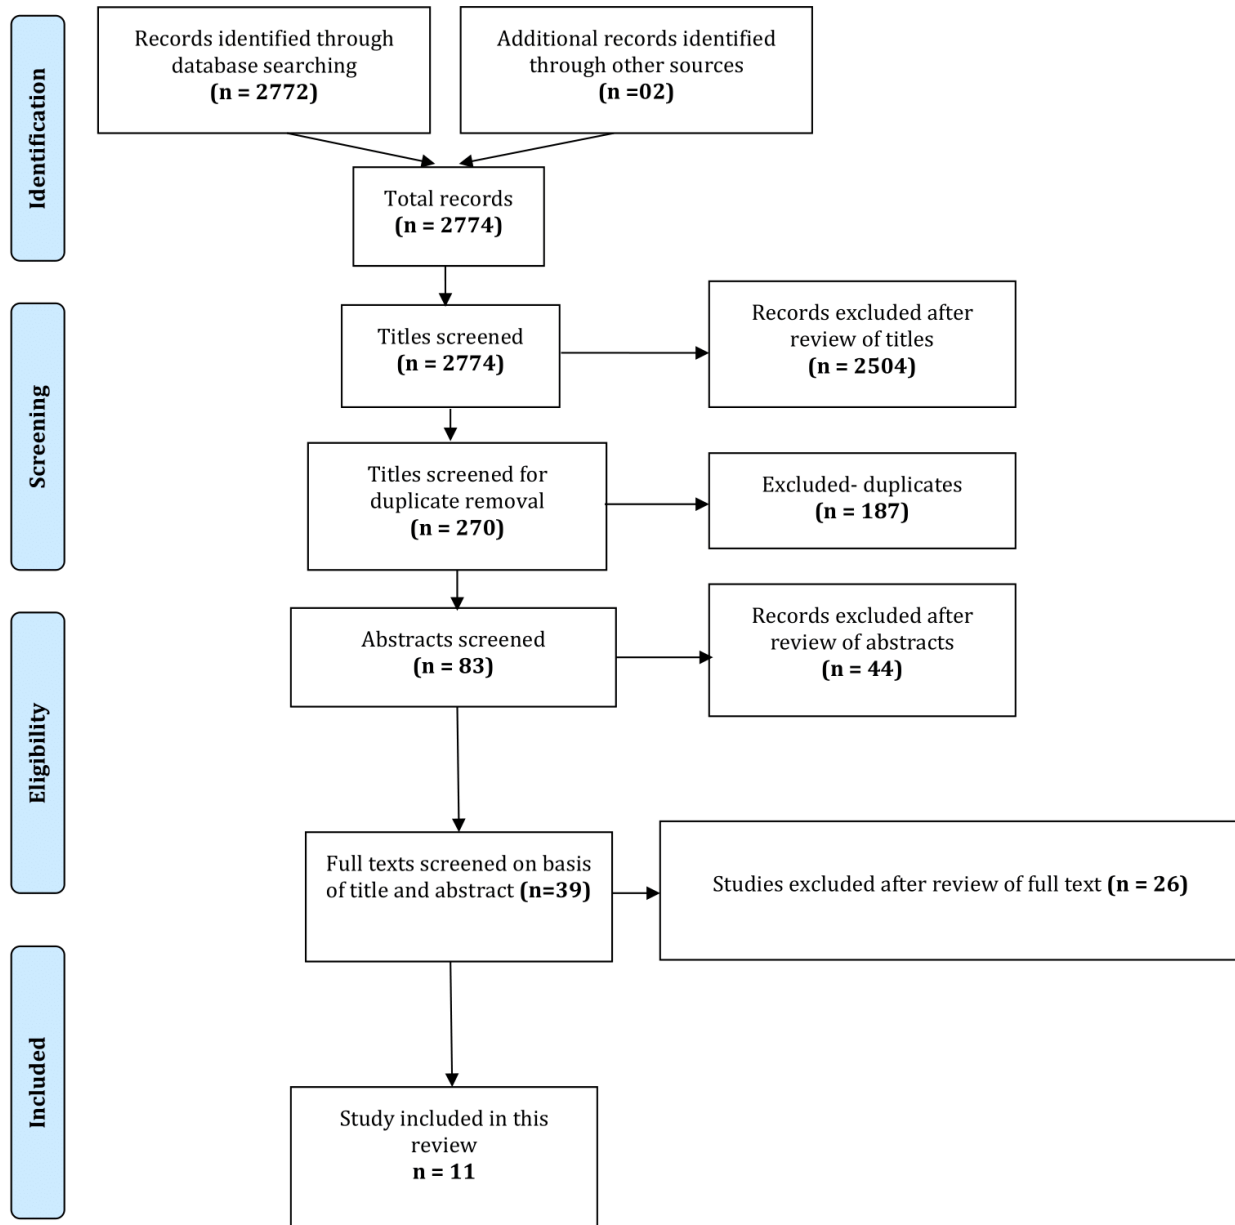 Identification
Records identified through
database searching
(n = 2772)
Additional records identified
through other sources
(n =02)
Total records
(n = 2774)
Screening
Titles screened
(n = 2774)
Records excluded after
review of titles
(n = 2504)
Titles screened for
duplicate removal
(n = 270)
Excluded- duplicates
(n = 187)
Eligibility
Abstracts screened
(n = 83)
Records excluded after
review of abstracts
(n = 44)
Full texts screened on basis
of title and abstract (n=39)
Studies excluded after review of full text (n = 26)
Included
Study included in this
review
n = 11